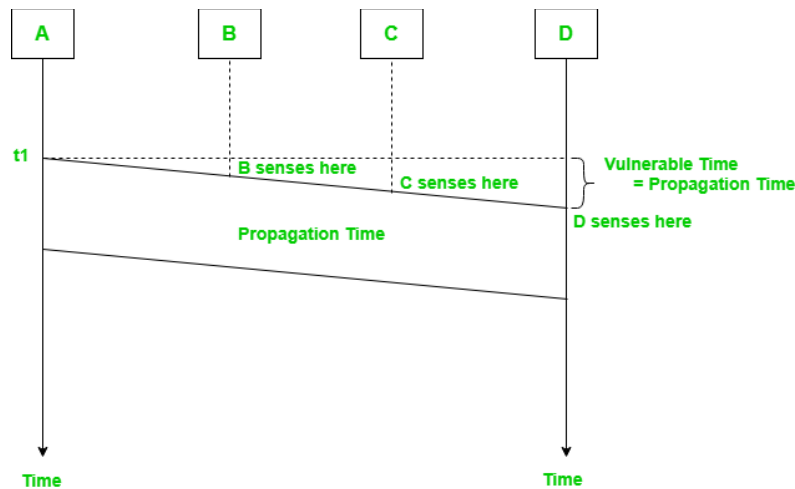 A
B
C
D
t1
B senses here
C senses here
Vulnerable Time
= Propagation Time
D senses here
Propagation Time
Time
Time